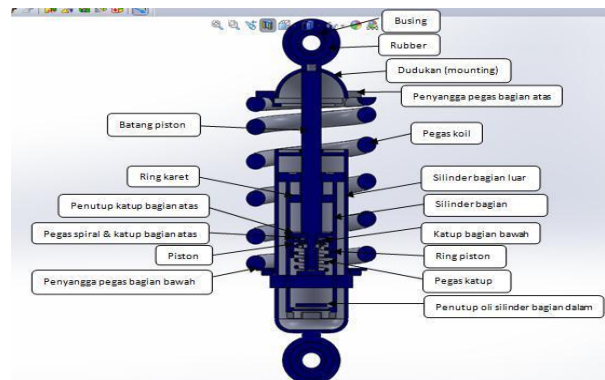 Busing
Rubber
Dudukan (mounting)
Penyangga pegas bagian atas
Batang piston
Pegas koil
Ring karet
Silinder bagian luar
Penutup katup bagian atas
Silinder bagian
Pegas spiral & katup bagian atas
Katup bagian bawah
Piston
Ring piston
Penyangga pegas bagian bawah
Pegas katup
Penutup oli silinder bagian dalam